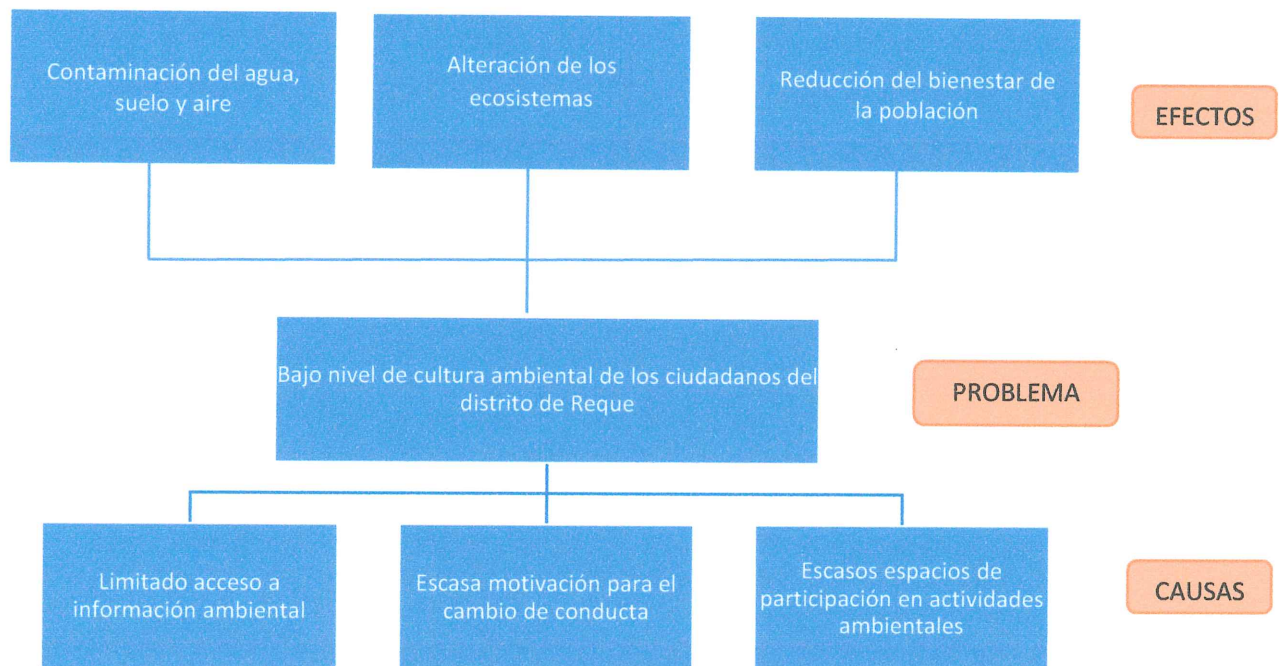 Contaminación del agua,
suelo y aire
Alteración de los
ecosistemas
Reducción del bienestar de
la población
EFECTOS
Bajo nivel de cultura ambiental de los ciudadanos del
distrito de Reque
PROBLEMA
Limitado acceso a
información ambiental
Escasa motivación para el
cambio de conducta
Escasos espacios de
participación en actividades
ambientales
CAUSAS